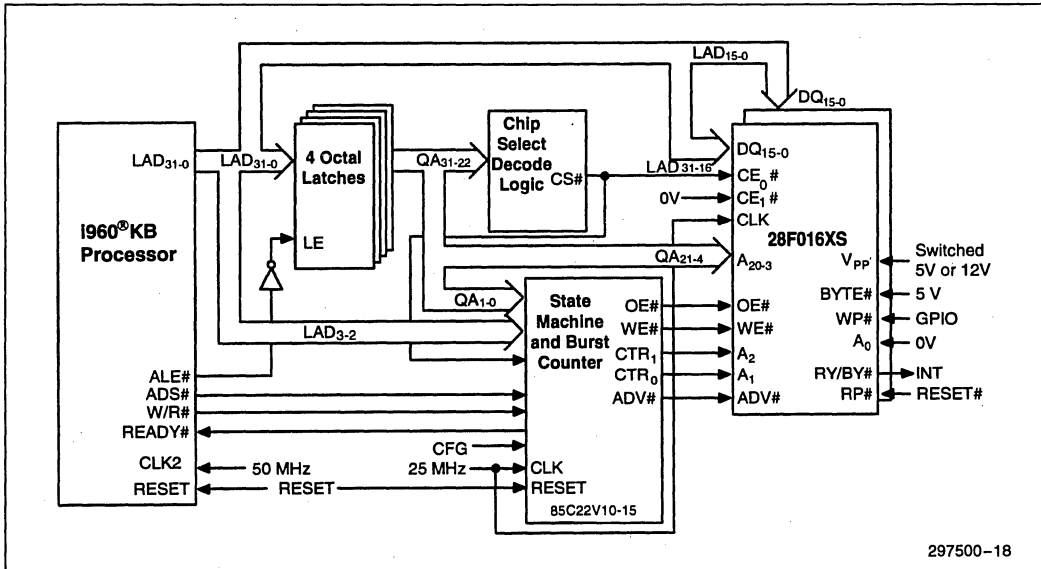 LAD15-0
DQ15-0
i960®KB
Processor
LAD31-0
ALE#
ADS#
W/R#
READY#
CLK2
RESET
LAD31-0
4 Octal
Latches
LE
QA31-22
Chip
Select
Decode
Logic
CS#
LAD31-16
0V
QA21-4
QA1-0
LAD3-2
State
Machine
and Burst
Counter
OE#
WE#
CTR1
CTR0
ADV#
CFG
50 MHz
25 MHz
CLK
RESET
RESET
85C22V10-15
DQ15-0
CE0#
CE1#
CLK
28F016XS
A20-3
OE#
WE#
A2
A1
ADV#
VPP
BYTE#
WP#
A0
RY/BY#
RP#
Switched
5V or 12V
5 V
GPIO
0V
INT
RESET#
297500-18